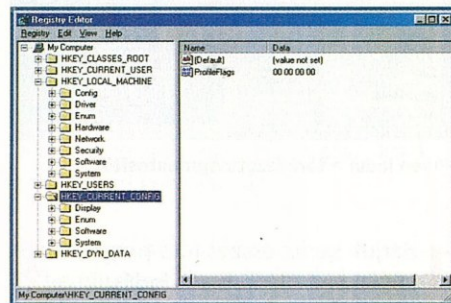 Registry Editor
Registry Edit View Help
My Computer
HKEY_CLASSES_ROOT
HKEY_CURRENT_USER
HKEY_LOCAL_MACHINE
Config
Driver
Enum
Hardware
Network
Security
Software
System
HKEY_USERS
HKEY_CURRENT_CONFIG
Display
Enum
Software
System
HKEY_DYN_DATA
Name Data
ab (Default) (value not set)
ProfileFlags 00 00 00 00
My Computer\HKEY_CURRENT_CONFIG